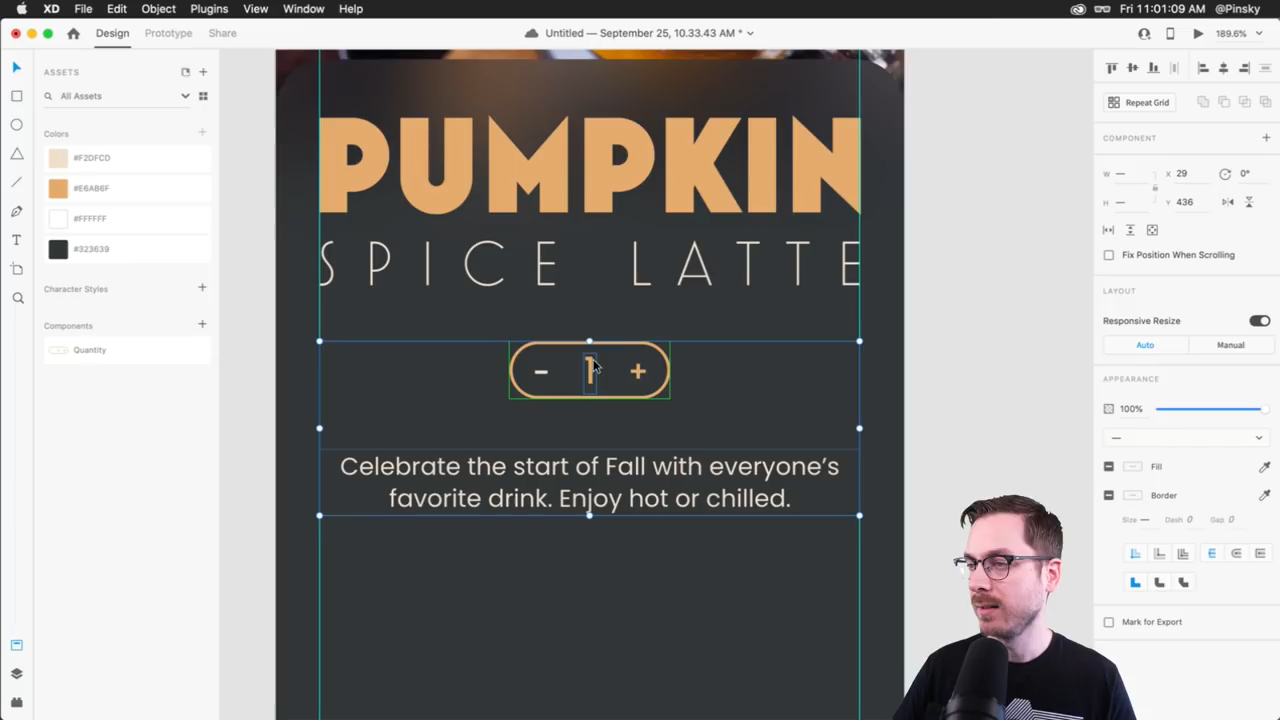 XD File Edit Object Plugins View Window Help Fri 11:01:09 AM @Pinsky
Design Prototype Share Untitled — September 25, 10.33.43 AM * 189.6%
ASSETS
All Assets
Colors
#F2DFCD
#E6AB6F
#FFFFFF
#323639
Character Styles
Components
Quantity
PUMPKIN
SPICE LATTE
- 1 +
Celebrate the start of Fall with everyone's
favorite drink. Enjoy hot or chilled.
Repeat Grid
COMPONENT
W — X 29 0°
H — Y 436
Fix Position When Scrolling
LAYOUT
Responsive Resize
Auto Manual
APPEARANCE
100%
—
Fill
Border
Size — Dash 0 Gap 0
Mark for Export